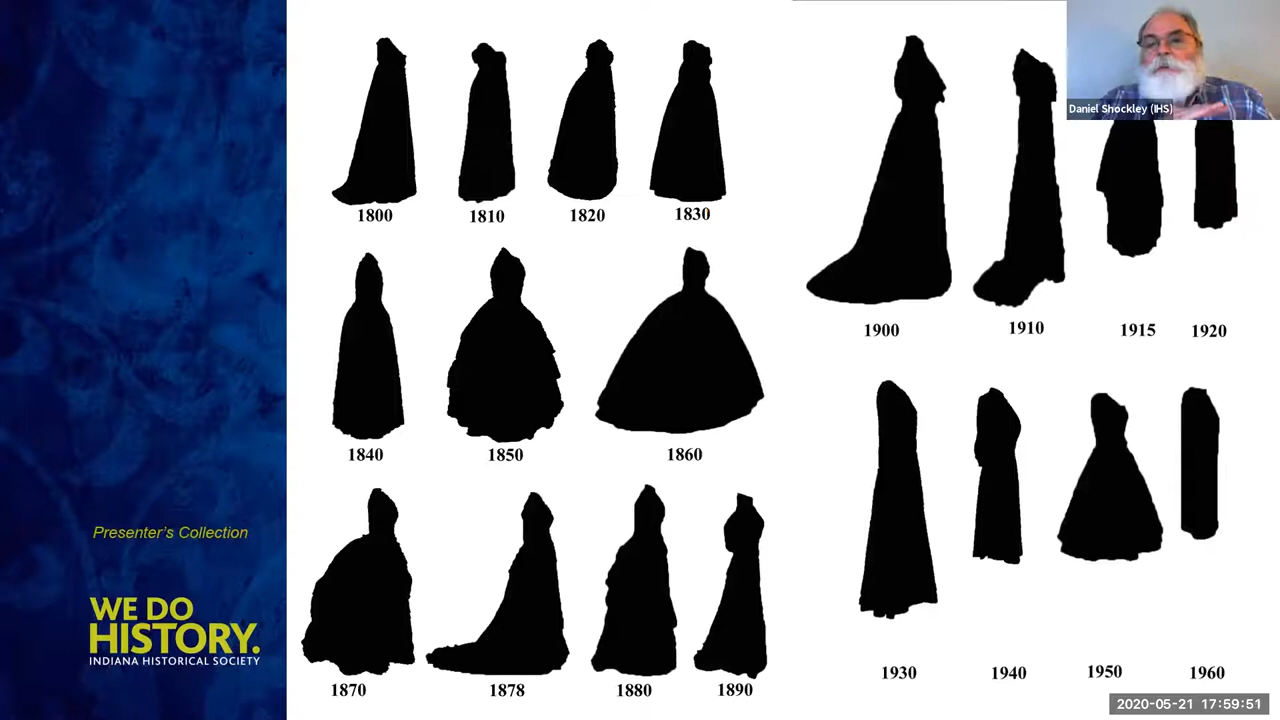 Daniel Shockley (IHS)
1800 1810 1820 1830
1840 1850 1860
1870 1878 1880 1890
1900 1910 1915 1920
1930 1940 1950 1960
Presenter's Collection
WE DO
HISTORY.
INDIANA HISTORICAL SOCIETY
2020-05-21 17:59:51